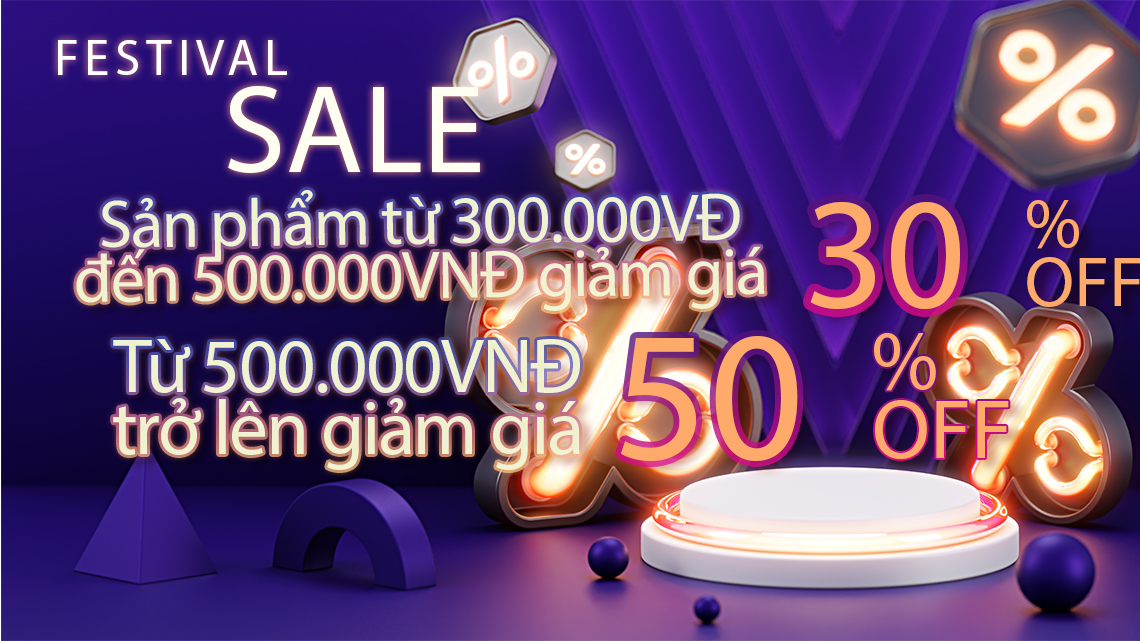 FESTIVAL
SALE
%
%
%
Sản phẩm từ 300.000VĐ
đến 500.000VNĐ giảm giá
30
%
OFF
Từ 500.000VNĐ
trở lên giảm giá
50
%
OFF
%
%